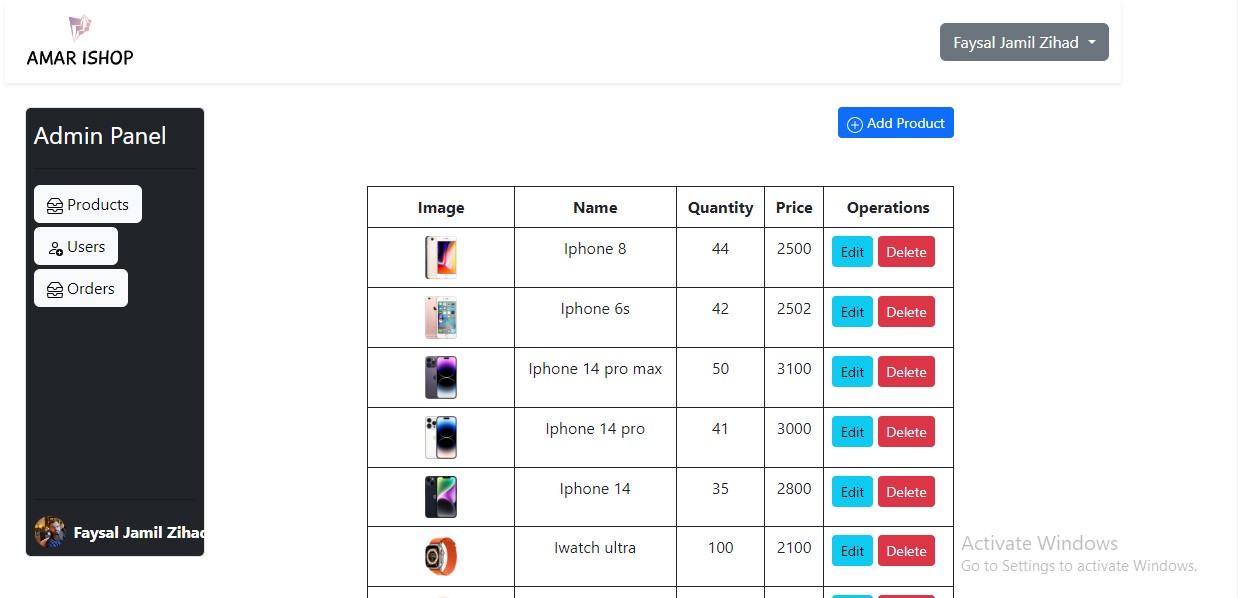 AMAR ISHOP
Faysal Jamil Zihad
Admin Panel
Products
Users
Orders
Faysal Jamil Zihad
Add Product
Image Name Quantity Price Operations
Iphone 8 44 2500 Edit Delete
Iphone 6s 42 2502 Edit Delete
Iphone 14 pro max 50 3100 Edit Delete
Iphone 14 pro 41 3000 Edit Delete
Iphone 14 35 2800 Edit Delete
Iwatch ultra 100 2100 Edit Delete
Activate Windows
Go to Settings to activate Windows.